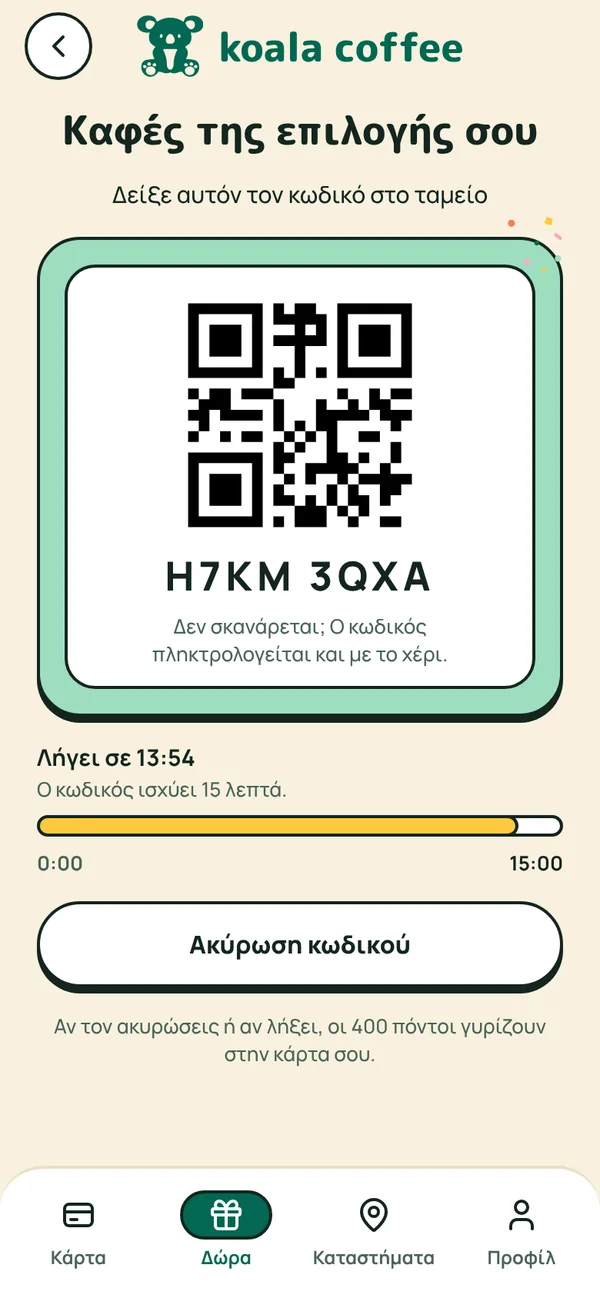 koala coffee
Καφές της επιλογής σου
Δείξε αυτόν τον κωδικό στο ταμείο
H7KM 3QXA
Δεν σκανάρεται; Ο κωδικός
πληκτρολογείται και με το χέρι.
Λήγει σε 13:54
Ο κωδικός ισχύει 15 λεπτά.
0:00
15:00
Ακύρωση κωδικού
Αν τον ακυρώσεις ή αν λήξει, οι 400 πόντοι γυρίζουν
στην κάρτα σου.
Κάρτα
Δώρα
Καταστήματα
Προφίλ